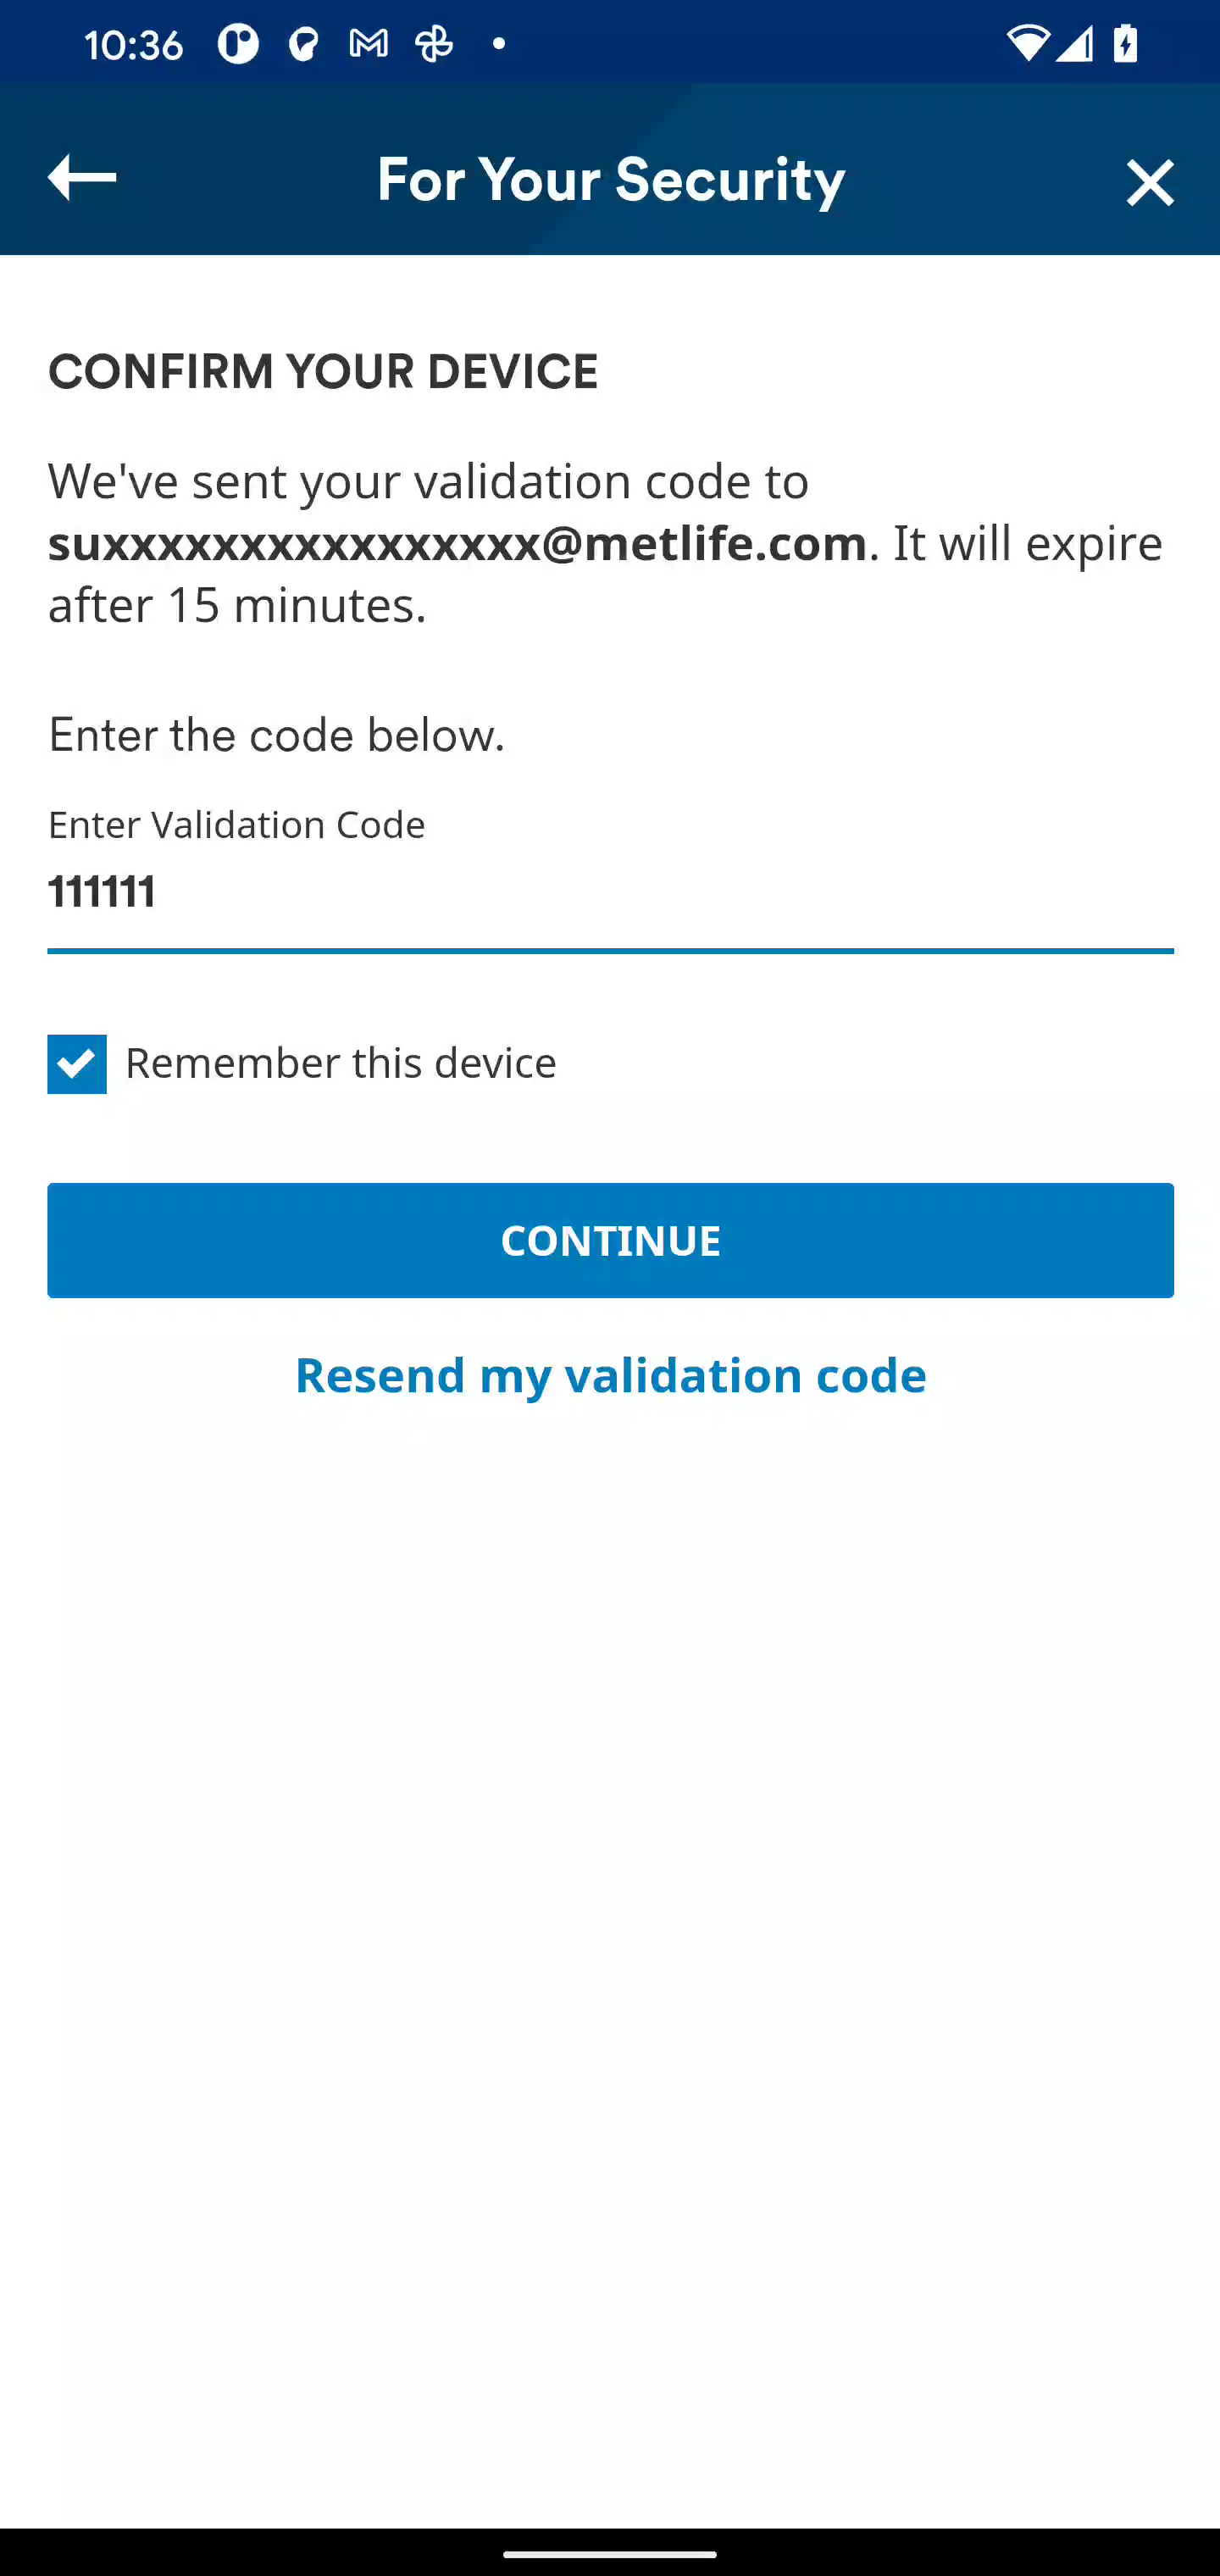 10:36
For Your Security
CONFIRM YOUR DEVICE
We've sent your validation code to
suxxxxxxxxxxxxxxxx@metlife.com. It will expire
after 15 minutes.
Enter the code below.
Enter Validation Code
111111
Remember this device
CONTINUE
Resend my validation code